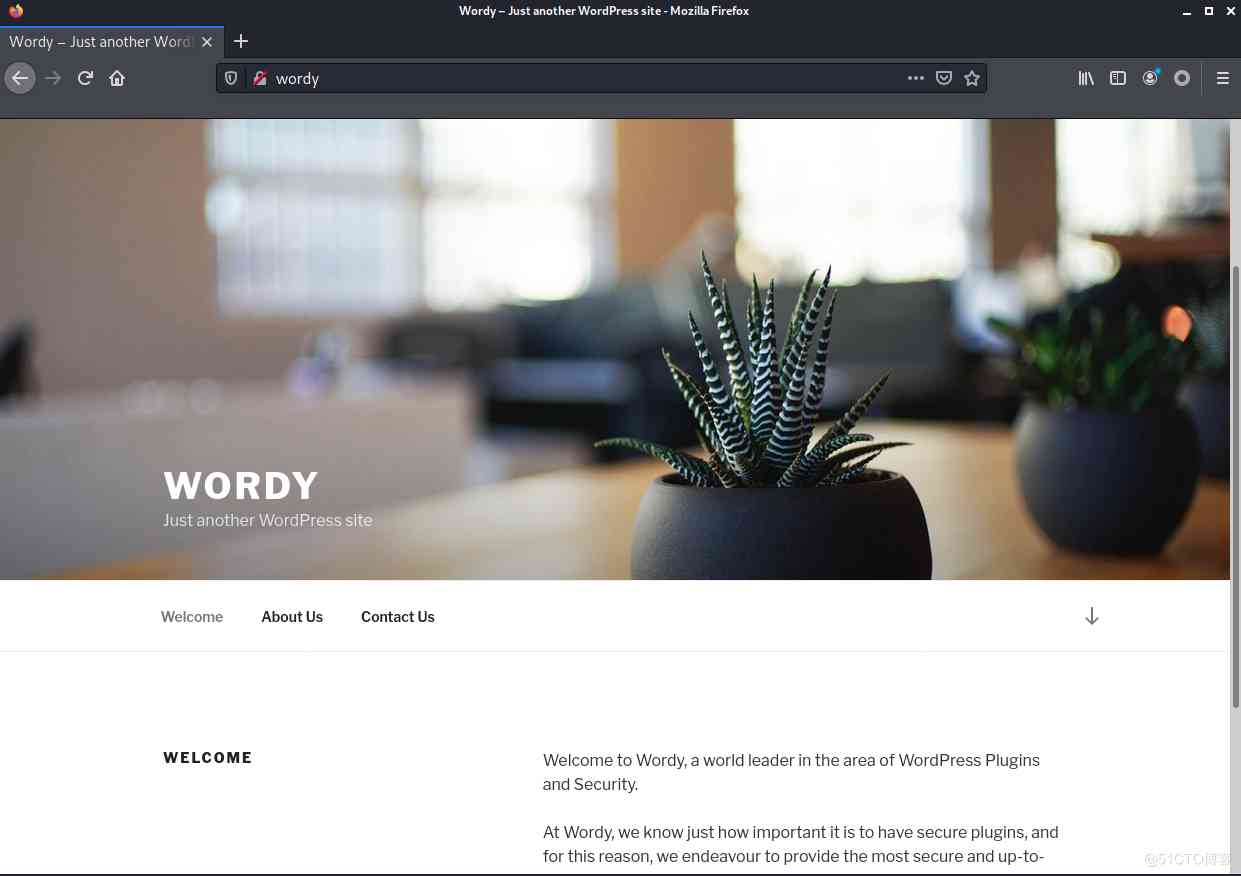 Wordy – Just another WordPress site - Mozilla Firefox
Wordy – Just another Word
wordy
WORDY
Just another WordPress site
Welcome
About Us
Contact Us
WELCOME
Welcome to Wordy, a world leader in the area of WordPress Plugins
and Security.
At Wordy, we know just how important it is to have secure plugins, and
for this reason, we endeavour to provide the most secure and up-to-
@51CTO博客